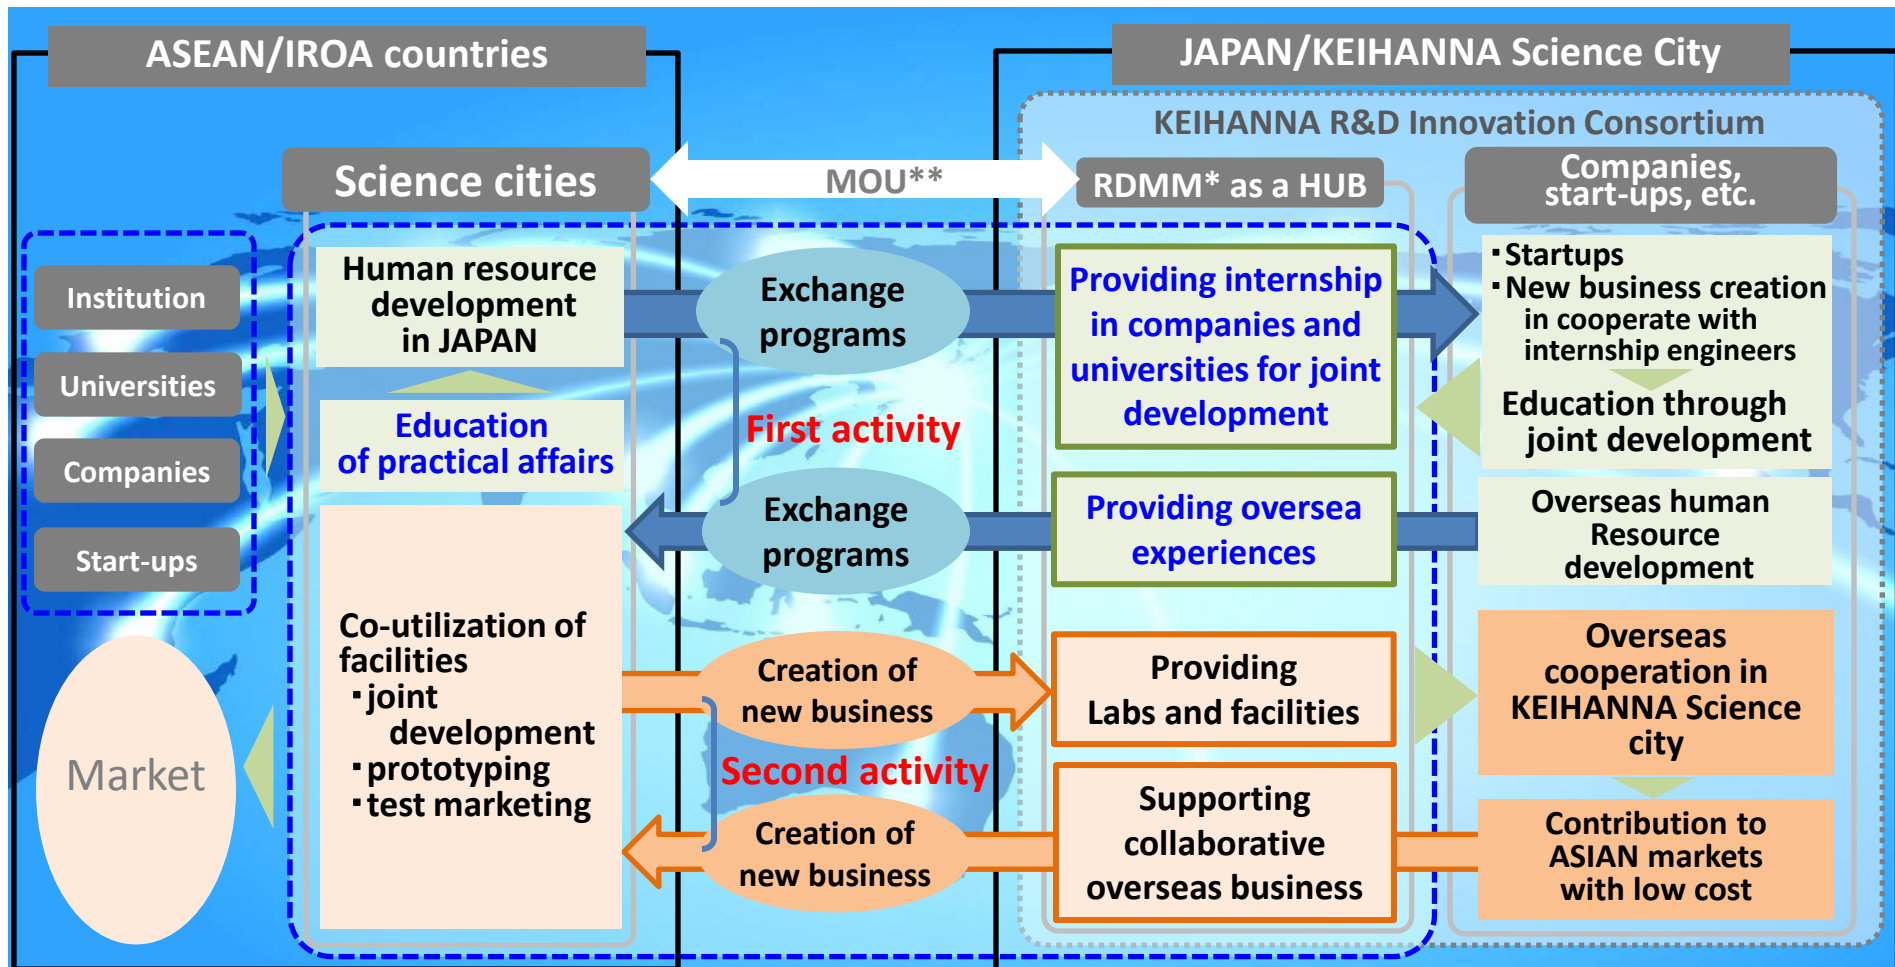 ASEAN/IROA countries
JAPAN/KEIHANNA Science City
KEIHANNA R&D Innovation Consortium
Science cities
MOU**
RDMM* as a HUB
Companies,
start-ups, etc.
Institution
Universities
Companies
Start-ups
Market
Human resource
development
in JAPAN
Education
of practical affairs
Co-utilization of
facilities
▪joint
development
▪prototyping
▪test marketing
Exchange
programs
First activity
Exchange
programs
Creation of
new business
Second activity
Creation of
new business
Providing internship
in companies and
universities for joint
development
Providing oversea
experiences
Providing
Labs and facilities
Supporting
collaborative
overseas business
▪Startups
▪New business creation
in cooperate with
internship engineers
Education through
joint development
Overseas human
Resource
development
Overseas
cooperation in
KEIHANNA Science
city
Contribution to
ASIAN markets
with low cost